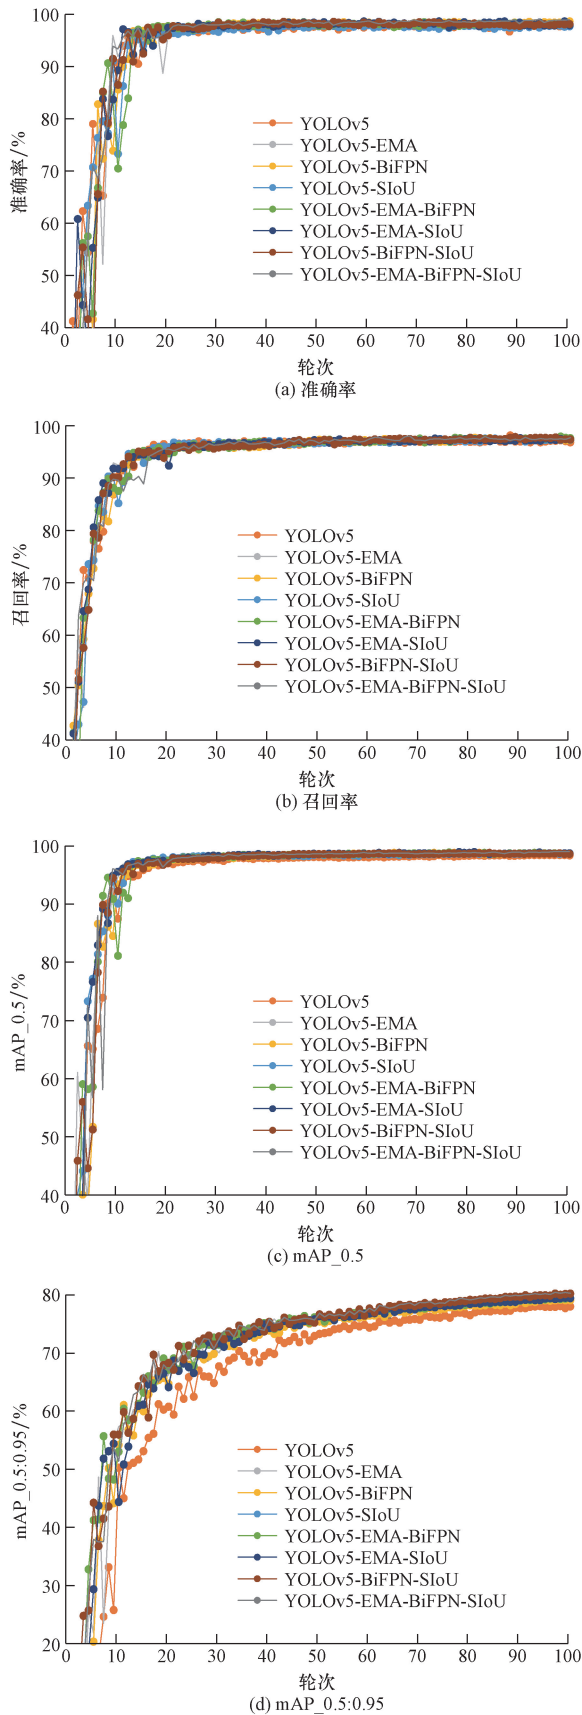 准确率/%
100
90
80
70
60
50
40
YOLOv5
YOLOv5-EMA
YOLOv5-BiFPN
YOLOv5-SIoU
YOLOv5-EMA-BiFPN
YOLOv5-EMA-SIoU
YOLOv5-BiFPN-SIoU
YOLOv5-EMA-BiFPN-SIoU
0 10 20 30 40 50 60 70 80 90 100
轮次
(a) 准确率
召回率/%
100
90
80
70
60
50
40
YOLOv5
YOLOv5-EMA
YOLOv5-BiFPN
YOLOv5-SIoU
YOLOv5-EMA-BiFPN
YOLOv5-EMA-SIoU
YOLOv5-BiFPN-SIoU
YOLOv5-EMA-BiFPN-SIoU
0 10 20 30 40 50 60 70 80 90 100
轮次
(b) 召回率
mAP_0.5/%
100
90
80
70
60
50
40
YOLOv5
YOLOv5-EMA
YOLOv5-BiFPN
YOLOv5-SIoU
YOLOv5-EMA-BiFPN
YOLOv5-EMA-SIoU
YOLOv5-BiFPN-SIoU
YOLOv5-EMA-BiFPN-SIoU
0 10 20 30 40 50 60 70 80 90 100
轮次
(c) mAP_0.5
mAP_0.5:0.95/%
80
70
60
50
40
30
20
YOLOv5
YOLOv5-EMA
YOLOv5-BiFPN
YOLOv5-SIoU
YOLOv5-EMA-BiFPN
YOLOv5-EMA-SIoU
YOLOv5-BiFPN-SIoU
YOLOv5-EMA-BiFPN-SIoU
0 10 20 30 40 50 60 70 80 90 100
轮次
(d) mAP_0.5:0.95